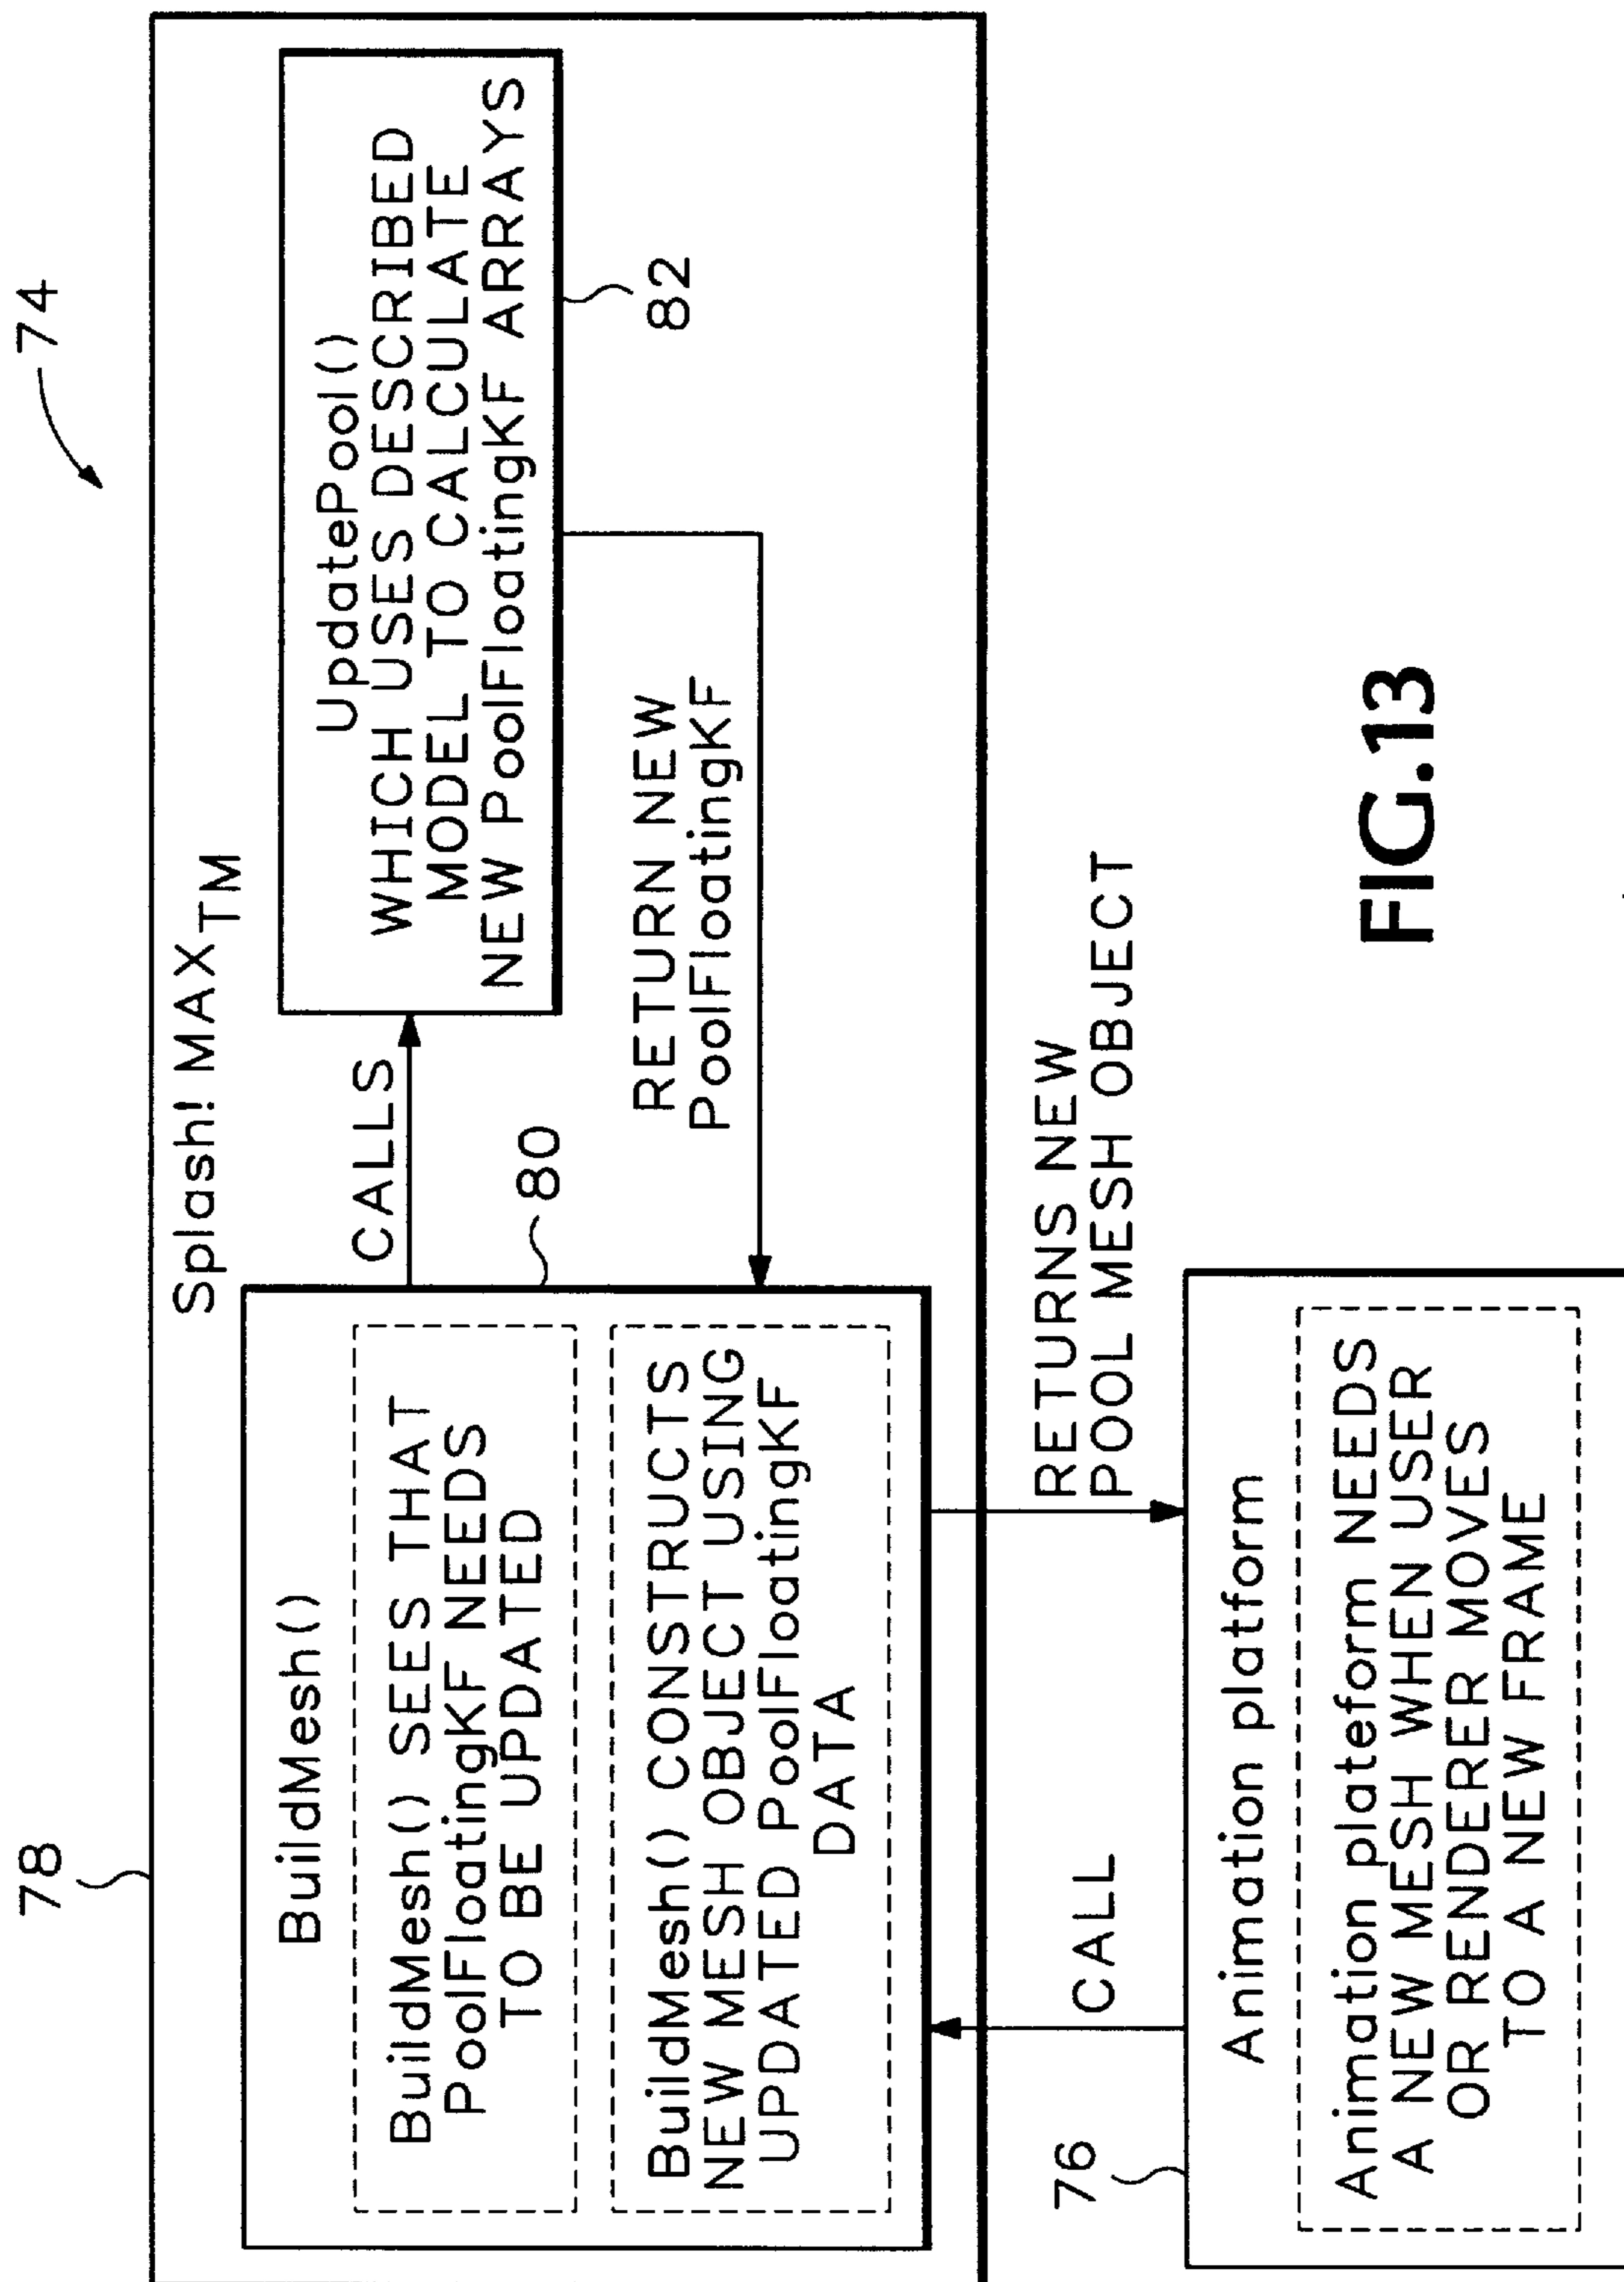 78
74
Splash! MAX TM
BuildMesh()
BuildMesh() SEES THAT
PoolFloatingKF NEEDS
TO BE UPDATED
BuildMesh() CONSTRUCTS
NEW MESH OBJECT USING
UPDATED PoolFloatingKF
DATA
CALLS
80
UpdatePool()
WHICH USES DESCRIBED
MODEL TO CALCULATE
NEW PoolFloatingKF ARRAYS
82
RETURN NEW
PoolFloatingKF
76
CALL
RETURNS NEW
POOL MESH OBJECT
Animation platform
Animation plateform NEEDS
A NEW MESH WHEN USER
OR RENDERER MOVES
TO A NEW FRAME
FIG.13